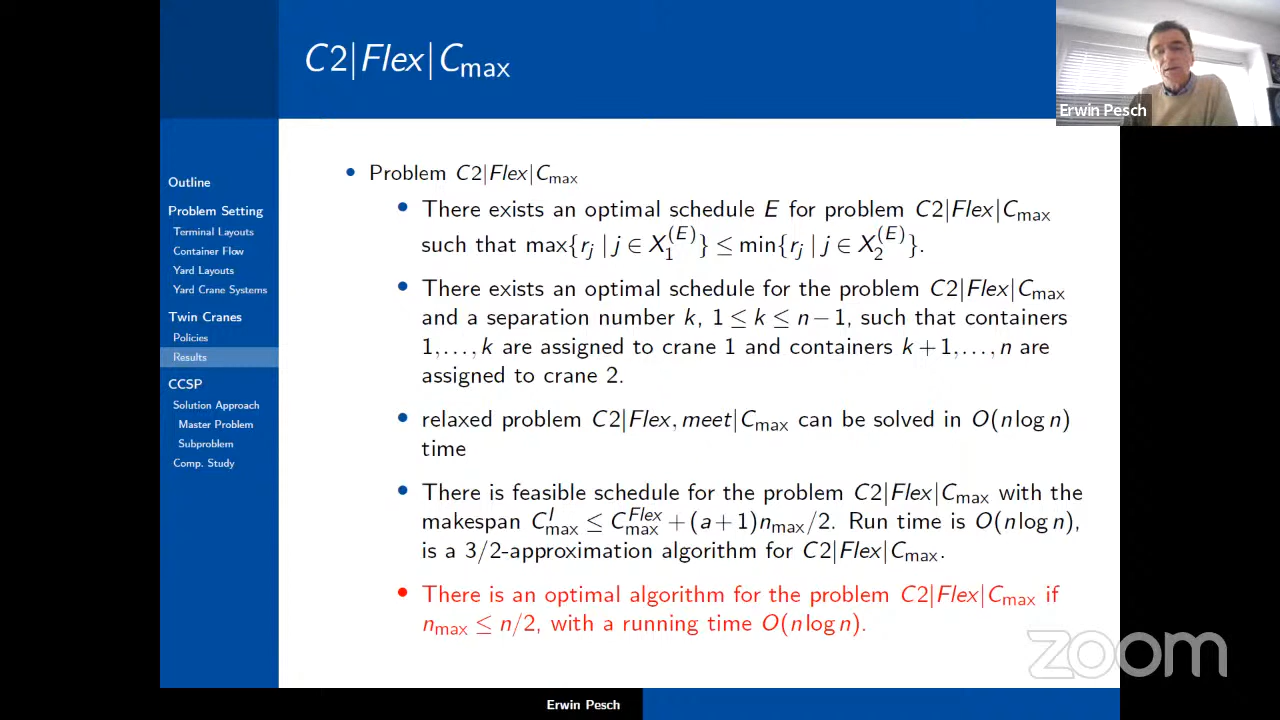 C2|Flex|Cmax
Erwin Pesch
Outline
Problem Setting
Terminal Layouts
Container Flow
Yard Layouts
Yard Crane Systems
Twin Cranes
Policies
Results
CCSP
Solution Approach
Master Problem
Subproblem
Comp. Study
• Problem C2|Flex|Cmax
• There exists an optimal schedule E for problem C2|Flex|Cmax
such that max{rj | j ∈ X1(E)} ≤ min{rj | j ∈ X2(E)}.
• There exists an optimal schedule for the problem C2|Flex|Cmax
and a separation number k, 1 ≤ k ≤ n−1, such that containers
1,...,k are assigned to crane 1 and containers k+1,...,n are
assigned to crane 2.
• relaxed problem C2|Flex,meet|Cmax can be solved in O(n log n)
time
• There is feasible schedule for the problem C2|Flex|Cmax with the
makespan C^I_max ≤ C^Flex_max + (a+1)nmax/2. Run time is O(n log n),
is a 3/2-approximation algorithm for C2|Flex|Cmax.
• There is an optimal algorithm for the problem C2|Flex|Cmax if
nmax ≤ n/2, with a running time O(n log n).
zoom
Erwin Pesch